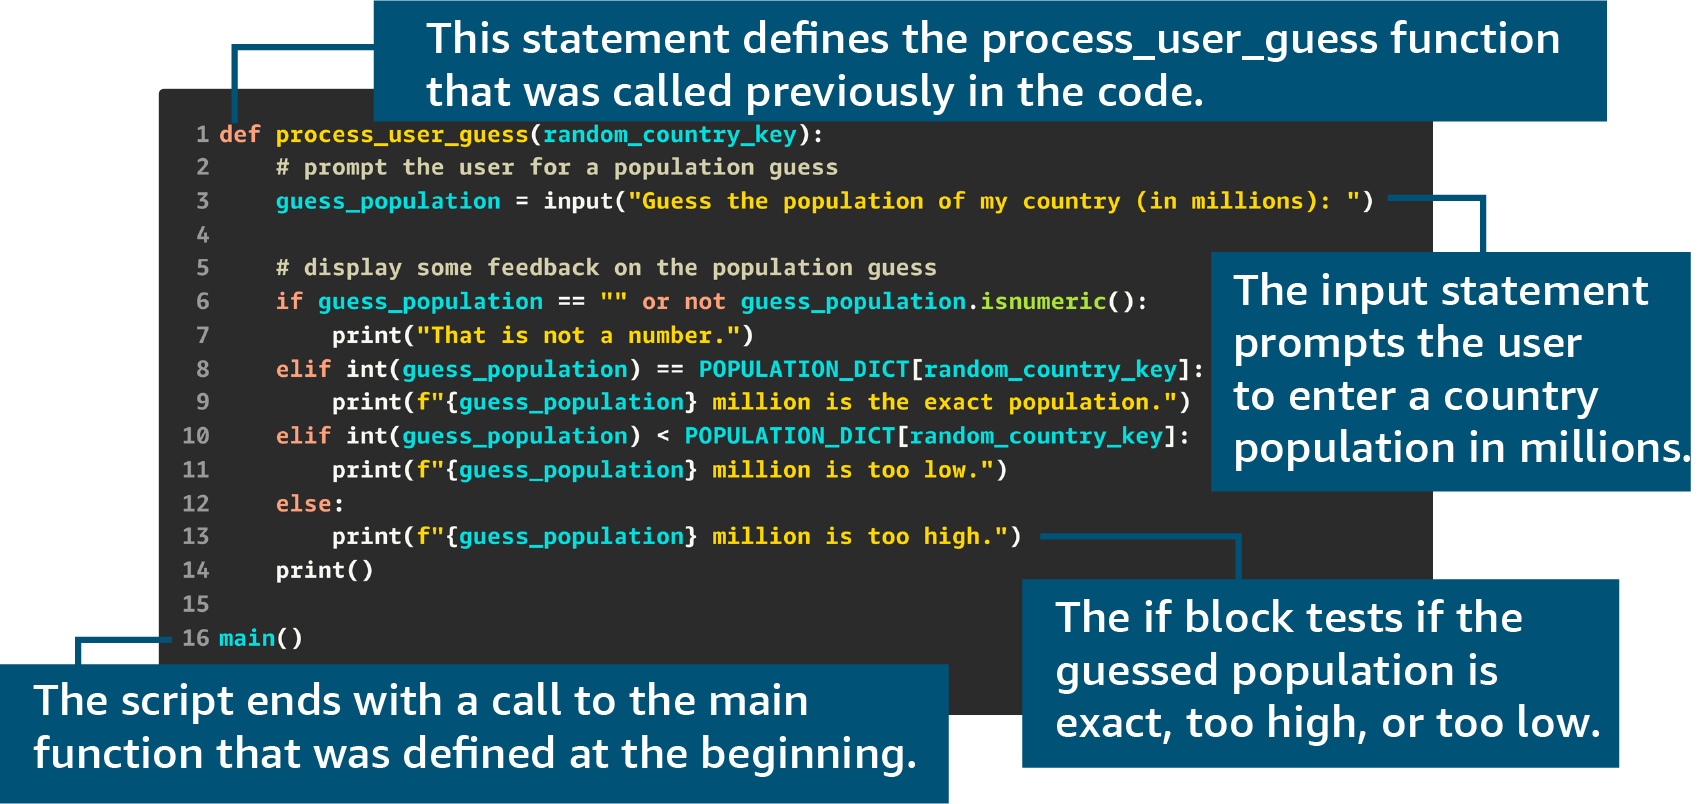 This statement defines the process_user_guess function
that was called previously in the code.
1 def process_user_guess(random_country_key):
2     # prompt the user for a population guess
3     guess_population = input("Guess the population of my country (in millions): ")
4
5     # display some feedback on the population guess
6     if guess_population == "" or not guess_population.isnumeric():
7         print("That is not a number.")
8     elif int(guess_population) == POPULATION_DICT[random_country_key]:
9         print(f"{guess_population} million is the exact population.")
10     elif int(guess_population) < POPULATION_DICT[random_country_key]:
11         print(f"{guess_population} million is too low.")
12     else:
13         print(f"{guess_population} million is too high.")
14     print()
15
16 main()
The input statement
prompts the user
to enter a country
population in millions.
The if block tests if the
guessed population is
exact, too high, or too low.
The script ends with a call to the main
function that was defined at the beginning.